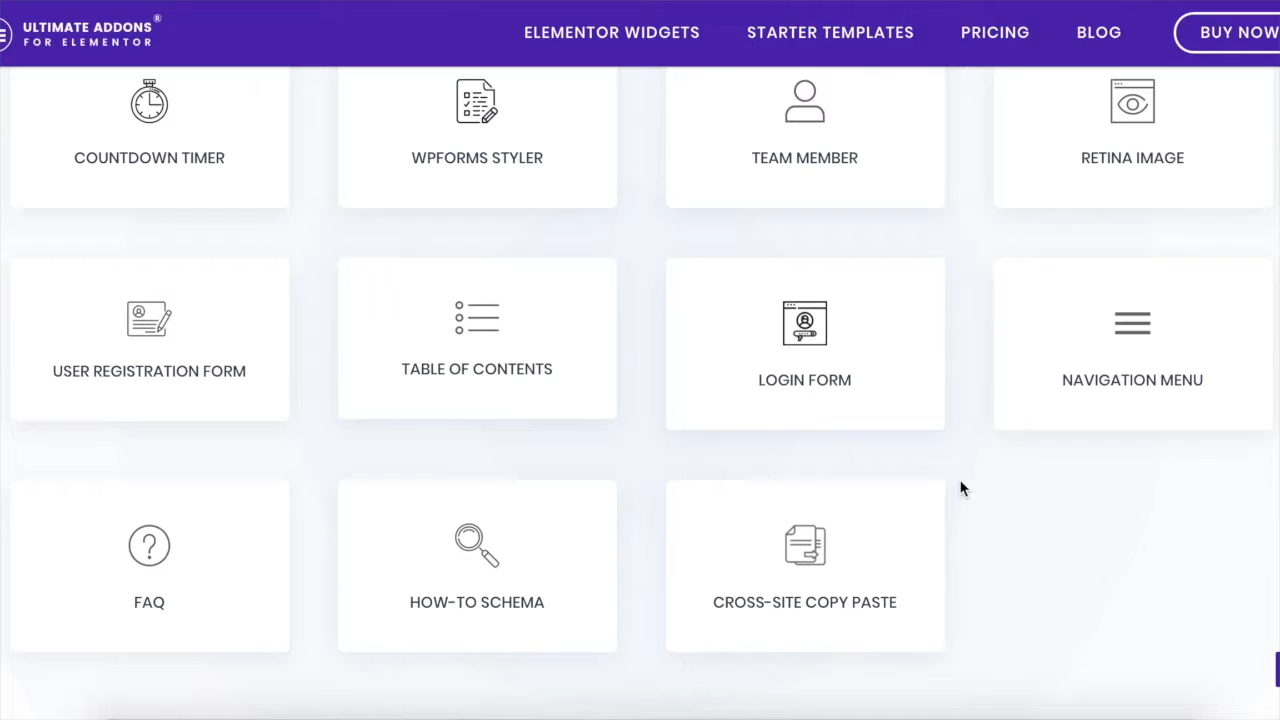 ULTIMATE ADDONS®
FOR ELEMENTOR
ELEMENTOR WIDGETS
STARTER TEMPLATES
PRICING
BLOG
BUY NOW
COUNTDOWN TIMER
WPFORMS STYLER
TEAM MEMBER
RETINA IMAGE
USER REGISTRATION FORM
TABLE OF CONTENTS
LOGIN FORM
NAVIGATION MENU
FAQ
HOW-TO SCHEMA
CROSS-SITE COPY PASTE